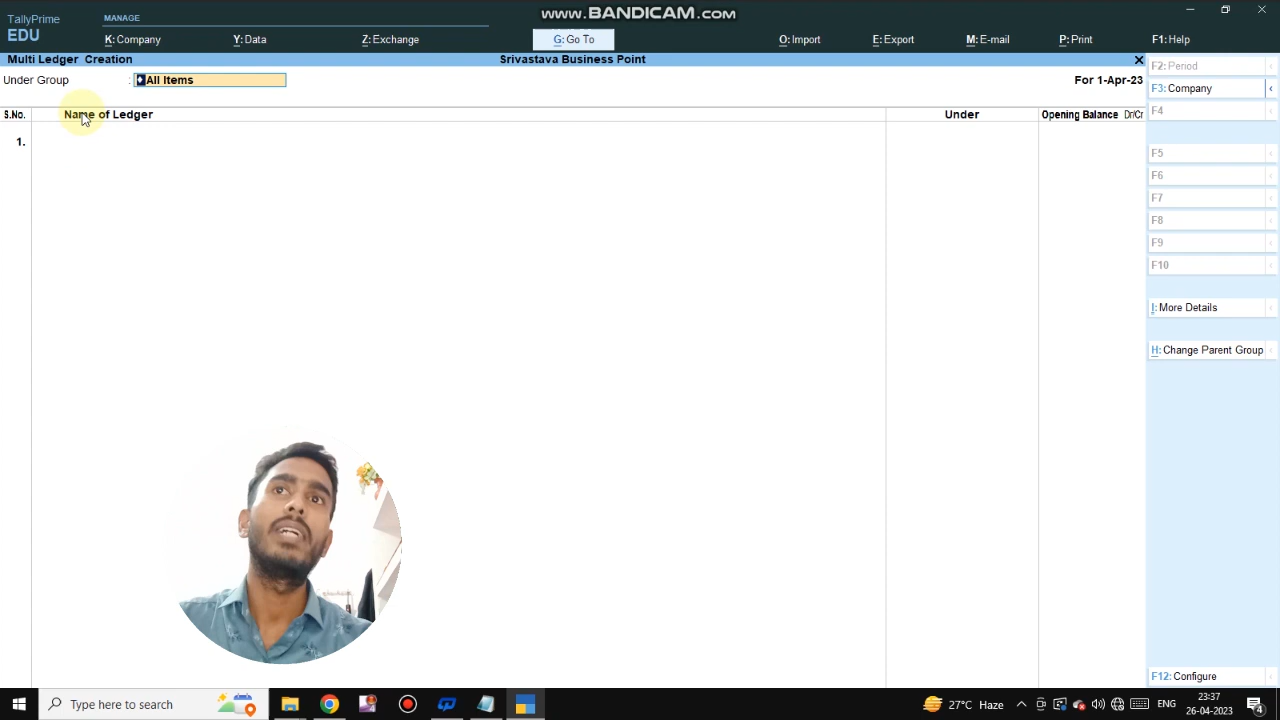 TallyPrime
EDU
MANAGE
www.BANDICAM.com
K: Company
Y: Data
Z: Exchange
G: Go To
O: Import
E: Export
M: E-mail
P: Print
F1: Help
Multi Ledger Creation
Srivastava Business Point
Under Group : All Items
For 1-Apr-23
S.No.
Name of Ledger
Under
Opening Balance Dr/Cr
1.
F2: Period
F3: Company
F4
F5
F6
F7
F8
F9
F10
I: More Details
H: Change Parent Group
F12: Configure
Type here to search
27°C Haze
ENG
23:37
26-04-2023
4